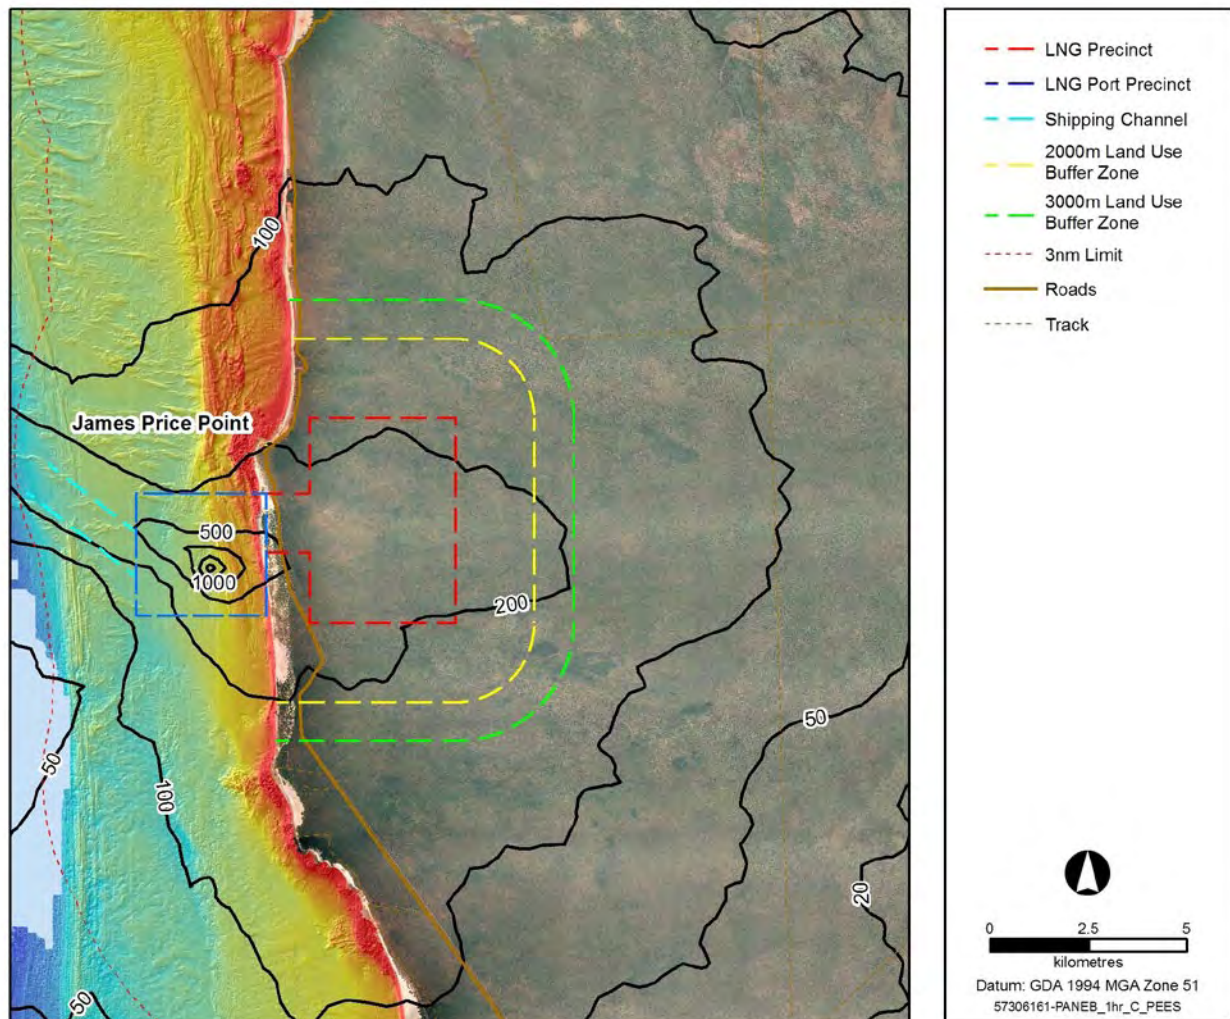 100
James Price Point
500
1000
200
50
50
100
20
50
LNG Precinct
LNG Port Precinct
Shipping Channel
2000m Land Use
Buffer Zone
3000m Land Use
Buffer Zone
3nm Limit
Roads
Track
0 2.5 5
kilometres
Datum: GDA 1994 MGA Zone 51
57306161-PANEB_1hr_C_PEES